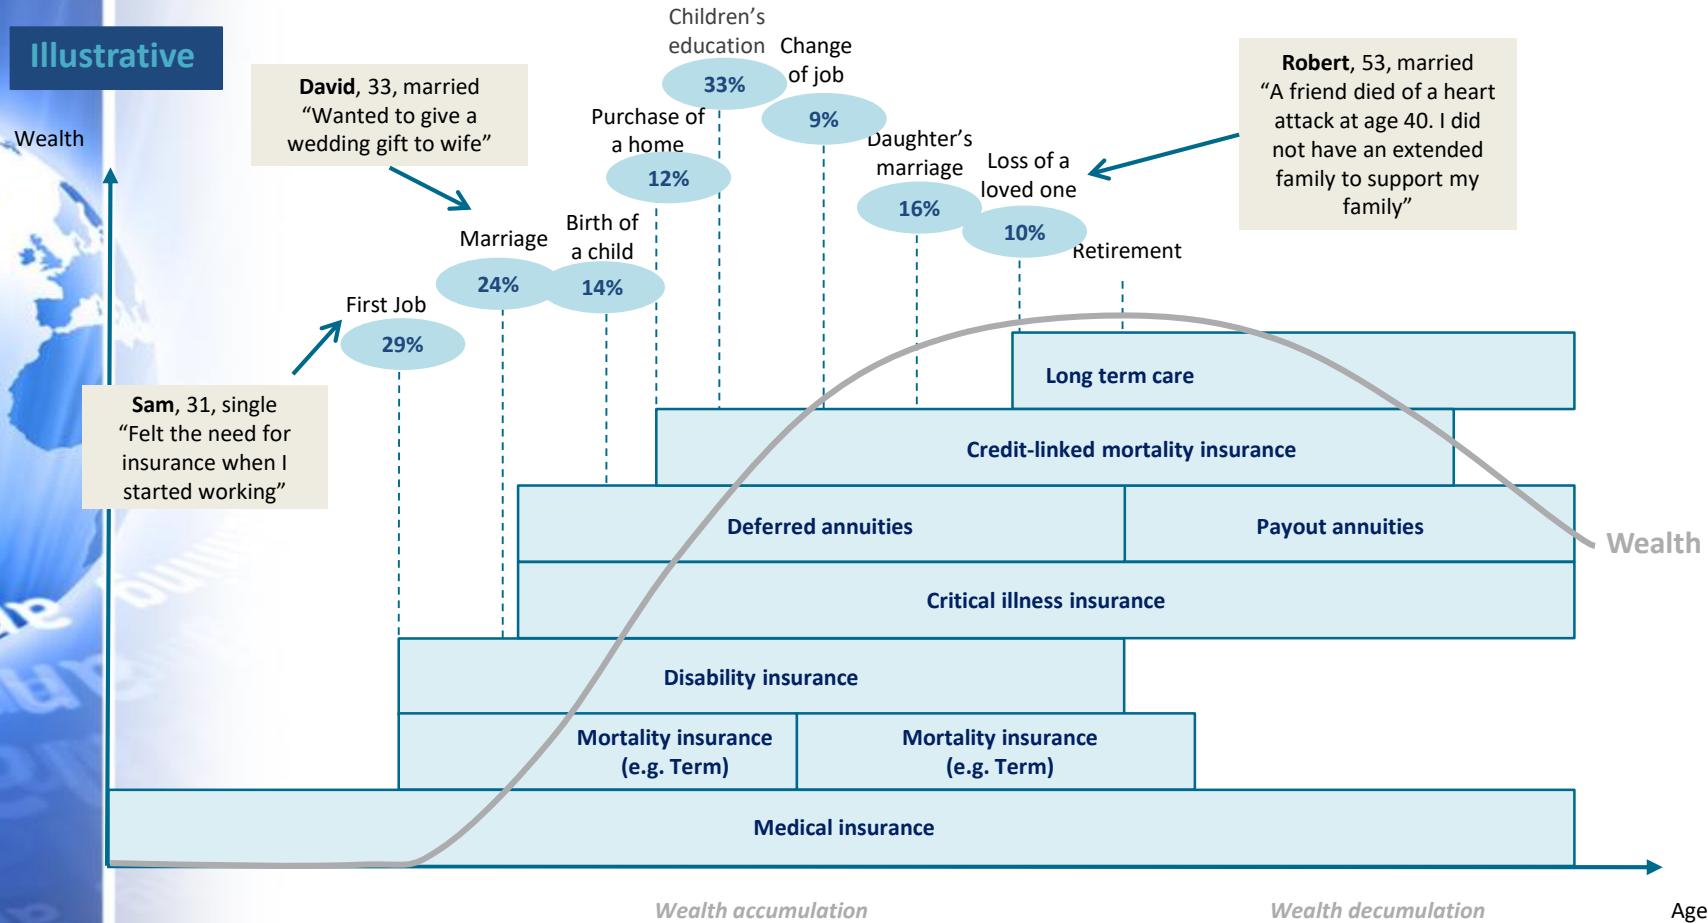 Illustrative
Wealth
David, 33, married
“Wanted to give a
wedding gift to wife”
Children’s
education
33%
Change
of job
9%
Purchase of
a home
12%
Daughter’s
marriage
16%
Loss of a
loved one
10%
Robert, 53, married
“A friend died of a heart
attack at age 40. I did
not have an extended
family to support my
family”
Retirement
Marriage
24%
Birth of
a child
14%
First Job
29%
Sam, 31, single
“Felt the need for
insurance when I
started working”
Long term care
Credit-linked mortality insurance
Deferred annuities
Payout annuities
Wealth
Critical illness insurance
Disability insurance
Mortality insurance
(e.g. Term)
Mortality insurance
(e.g. Term)
Medical insurance
Wealth accumulation
Wealth decumulation
Age